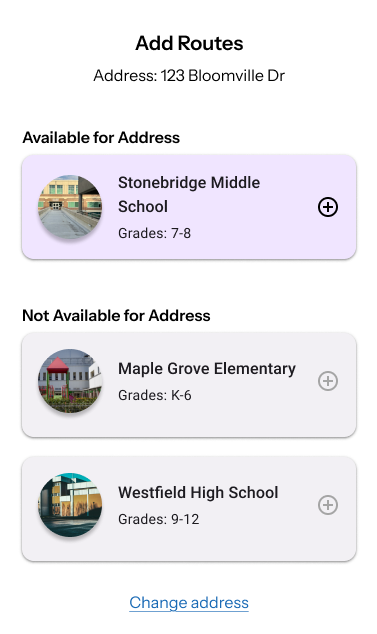 Add Routes
Address: 123 Bloomville Dr
Available for Address
Stonebridge Middle
School
Grades: 7-8
Not Available for Address
Maple Grove Elementary
Grades: K-6
Westfield High School
Grades: 9-12
Change address